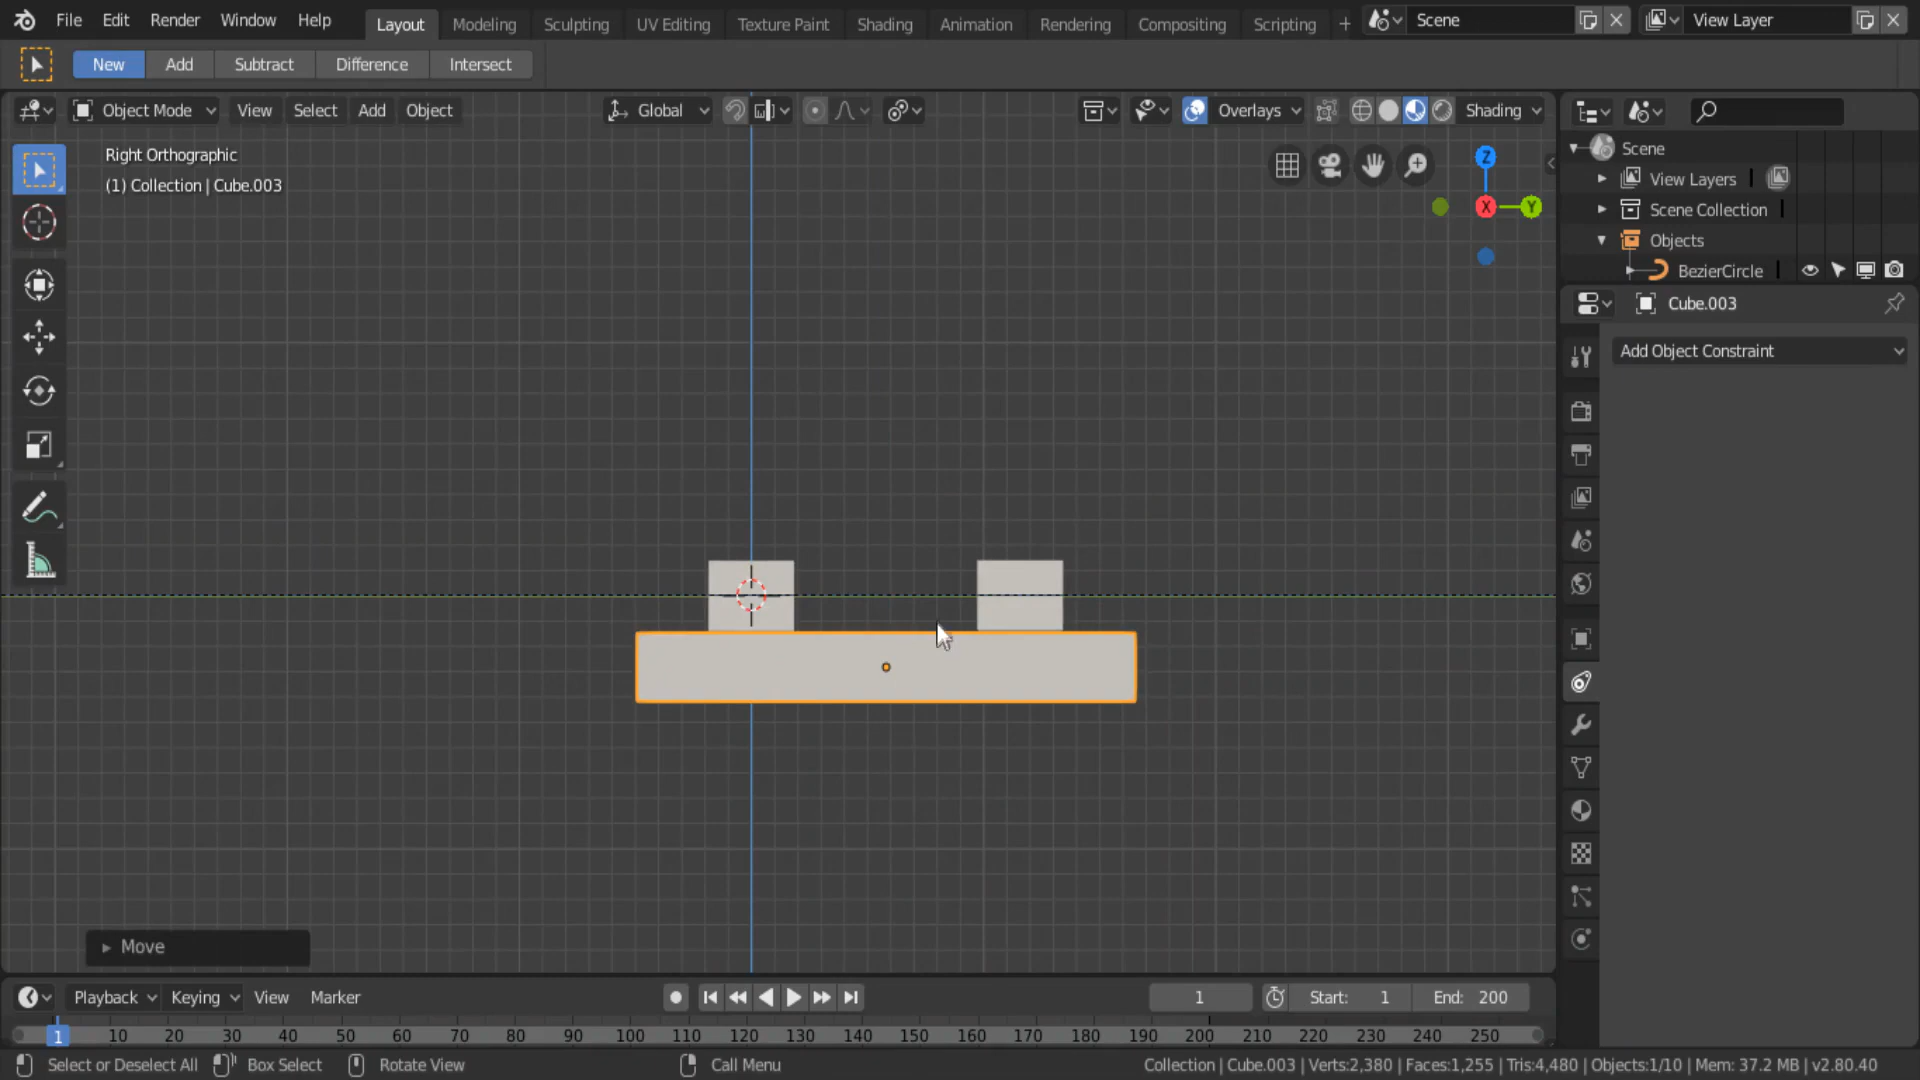 File Edit Render Window Help Layout Modeling Sculpting UV Editing Texture Paint Shading Animation Rendering Compositing Scripting + Scene View Layer
New Add Subtract Difference Intersect
Object Mode View Select Add Object Global Overlays Shading
Right Orthographic
(1) Collection | Cube.003
Z
X
Y
Scene
View Layers
Scene Collection
Objects
BezierCircle
Cube.003
Add Object Constraint
Move
Playback Keying View Marker 1 Start: 1 End: 200
1 10 20 30 40 50 60 70 80 90 100 110 120 130 140 150 160 170 180 190 200 210 220 230 240 250
Select or Deselect All Box Select Rotate View Call Menu Collection | Cube.003 | Verts:2,380 | Faces:1,255 | Tris:4,480 | Objects:1/10 | Mem: 37.2 MB | v2.80.40